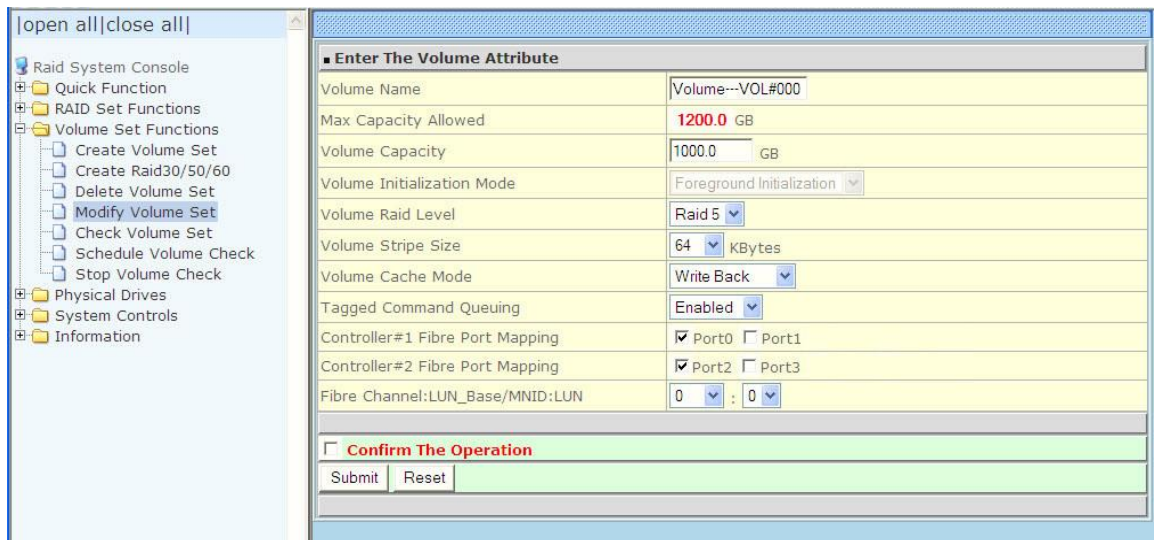 |open all|close all|
Raid System Console
Quick Function
RAID Set Functions
Volume Set Functions
Create Volume Set
Create Raid30/50/60
Delete Volume Set
Modify Volume Set
Check Volume Set
Schedule Volume Check
Stop Volume Check
Physical Drives
System Controls
Information
Enter The Volume Attribute
Volume Name Volume---VOL#000
Max Capacity Allowed 1200.0 GB
Volume Capacity 1000.0 GB
Volume Initialization Mode Foreground Initialization
Volume Raid Level Raid 5
Volume Stripe Size 64 KBytes
Volume Cache Mode Write Back
Tagged Command Queuing Enabled
Controller#1 Fibre Port Mapping Port0 Port1
Controller#2 Fibre Port Mapping Port2 Port3
Fibre Channel:LUN_Base/MNID:LUN 0 : 0
Confirm The Operation
Submit Reset